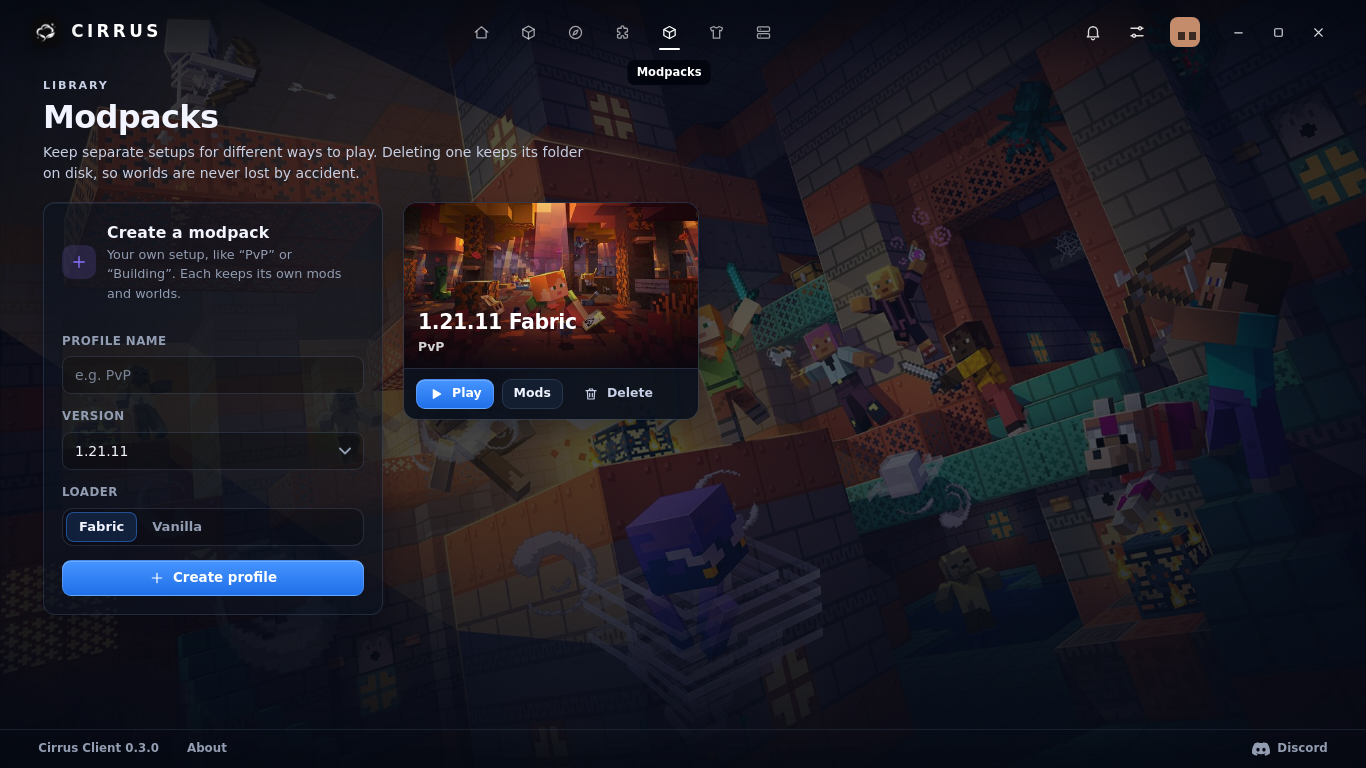 CIRRUS
Modpacks
LIBRARY
Modpacks
Keep separate setups for different ways to play. Deleting one keeps its folder
on disk, so worlds are never lost by accident.
Create a modpack
Your own setup, like “PvP” or
“Building”. Each keeps its own mods
and worlds.
PROFILE NAME
e.g. PvP
VERSION
1.21.11
LOADER
Fabric
Vanilla
Create profile
1.21.11 Fabric
PvP
Play
Mods
Delete
Cirrus Client 0.3.0
About
Discord